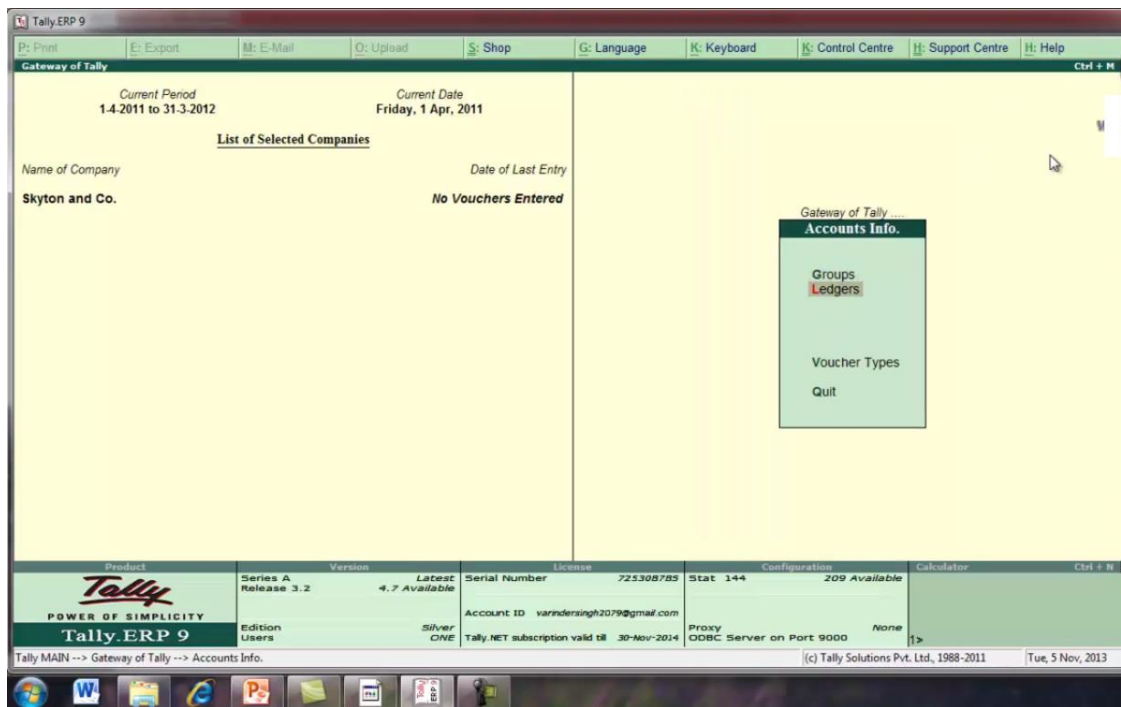 Tally.ERP 9
P: Print E: Export M: E-Mail O: Upload S: Shop G: Language K: Keyboard K: Control Centre H: Support Centre H: Help
Gateway of Tally Ctrl + M
Current Period Current Date
1-4-2011 to 31-3-2012 Friday, 1 Apr, 2011
List of Selected Companies
Name of Company Date of Last Entry
Skyton and Co. No Vouchers Entered
Gateway of Tally ....
Accounts Info.
Groups
Ledgers
Voucher Types
Quit
Product Version License Configuration Calculator Ctrl + N
Tally
POWER OF SIMPLICITY
Tally.ERP 9
Series A Latest
Release 3.2 4.7 Available
Edition Silver
Users ONE
Serial Number 725308785
Account ID varindersingh2079@gmail.com
Tally.NET subscription valid till 30-Nov-2014
Stat 144 209 Available
Proxy None
ODBC Server on Port 9000
1>
Tally MAIN --> Gateway of Tally --> Accounts Info. (c) Tally Solutions Pvt. Ltd., 1988-2011 Tue, 5 Nov, 2013